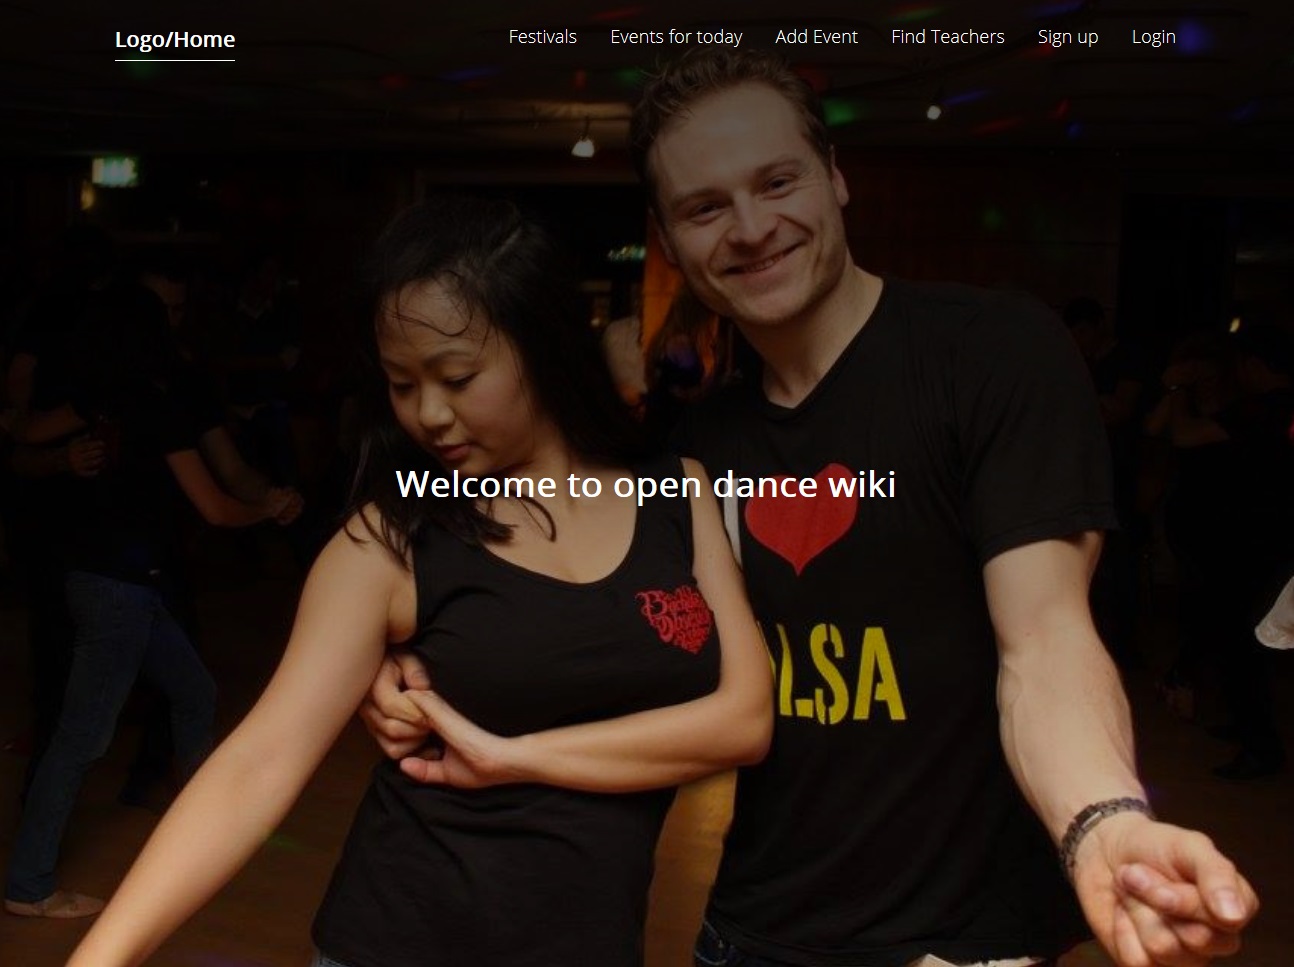 Logo/Home
Festivals
Events for today
Add Event
Find Teachers
Sign up
Login
Welcome to open dance wiki
LSA